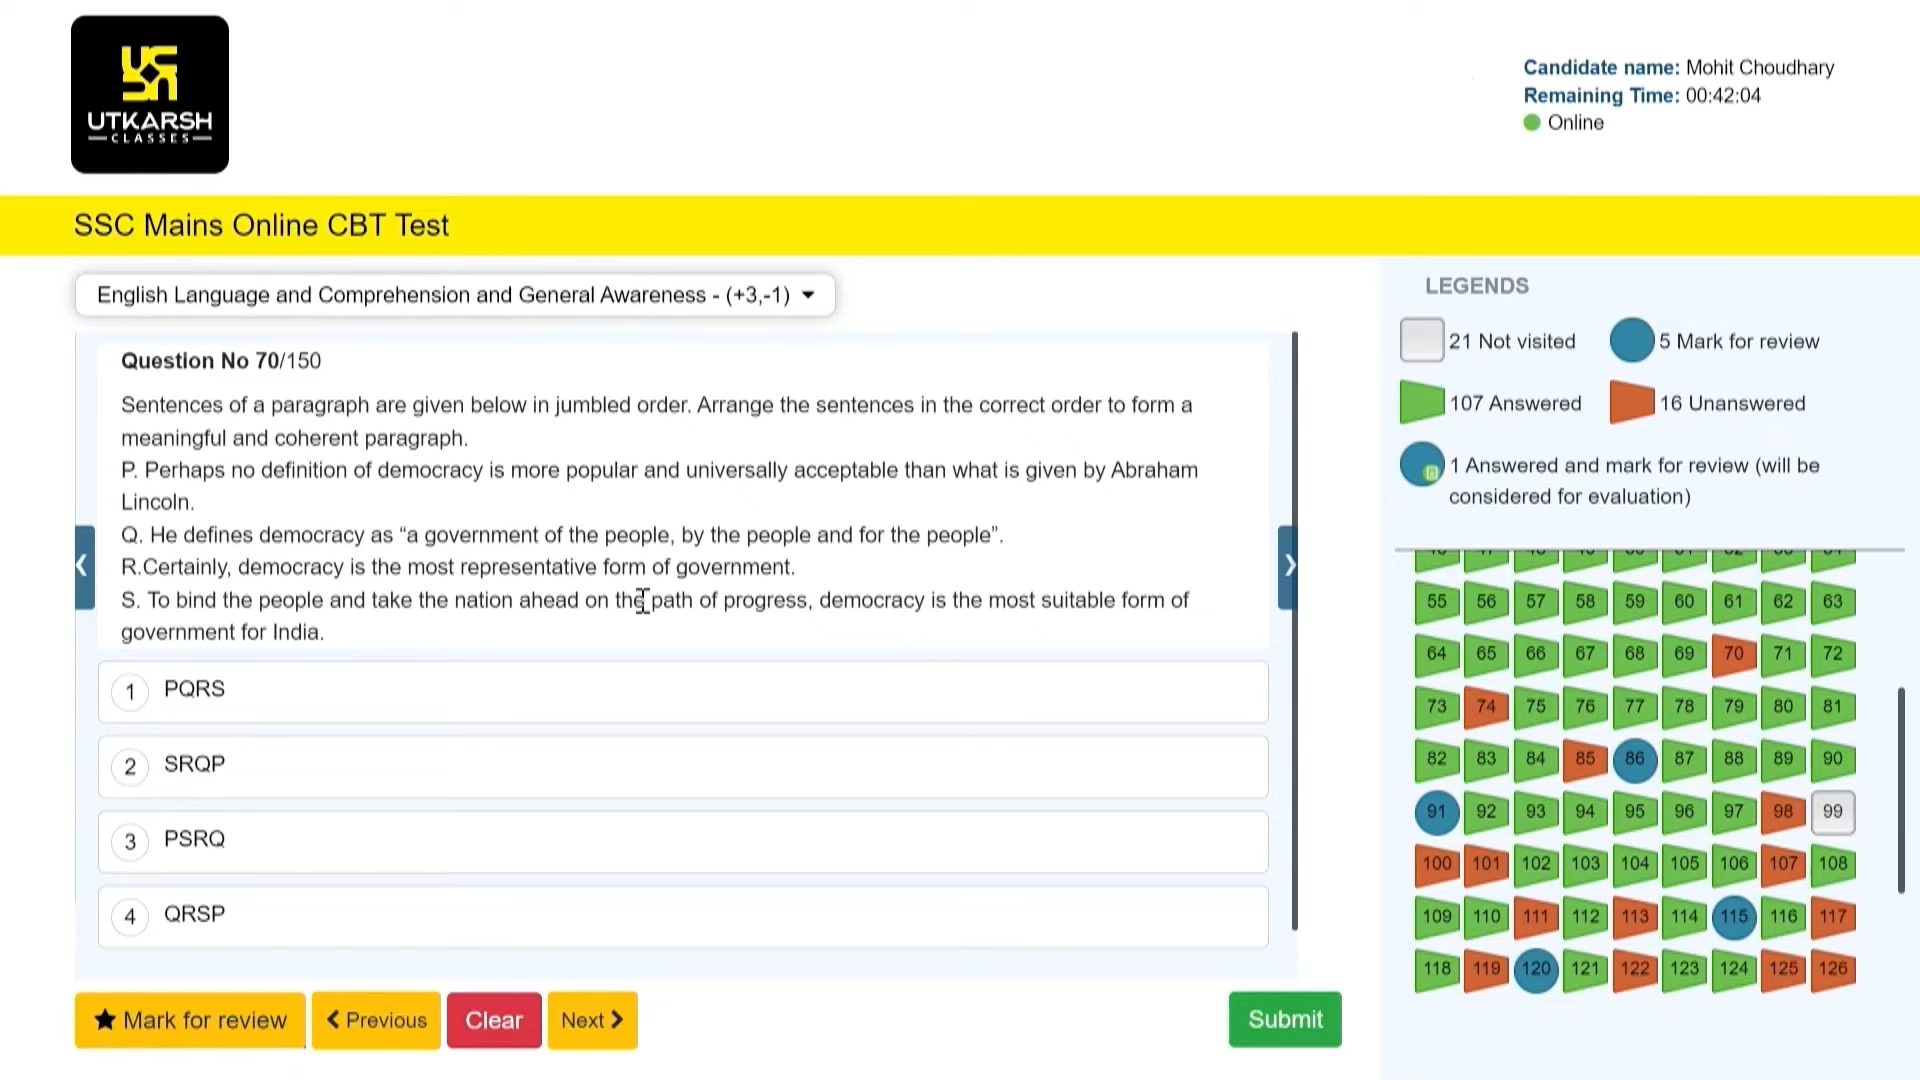 UTKARSH
CLASSES
Candidate name: Mohit Choudhary
Remaining Time: 00:42:04
Online
SSC Mains Online CBT Test
English Language and Comprehension and General Awareness - (+3,-1)
Question No 70/150
Sentences of a paragraph are given below in jumbled order. Arrange the sentences in the correct order to form a
meaningful and coherent paragraph.
P. Perhaps no definition of democracy is more popular and universally acceptable than what is given by Abraham
Lincoln.
Q. He defines democracy as “a government of the people, by the people and for the people”.
R.Certainly, democracy is the most representative form of government.
S. To bind the people and take the nation ahead on the path of progress, democracy is the most suitable form of
government for India.
1 PQRS
2 SRQP
3 PSRQ
4 QRSP
Mark for review
Previous
Clear
Next
Submit
LEGENDS
21 Not visited
5 Mark for review
107 Answered
16 Unanswered
1 Answered and mark for review (will be
considered for evaluation)
55 56 57 58 59 60 61 62 63
64 65 66 67 68 69 70 71 72
73 74 75 76 77 78 79 80 81
82 83 84 85 86 87 88 89 90
91 92 93 94 95 96 97 98 99
100 101 102 103 104 105 106 107 108
109 110 111 112 113 114 115 116 117
118 119 120 121 122 123 124 125 126